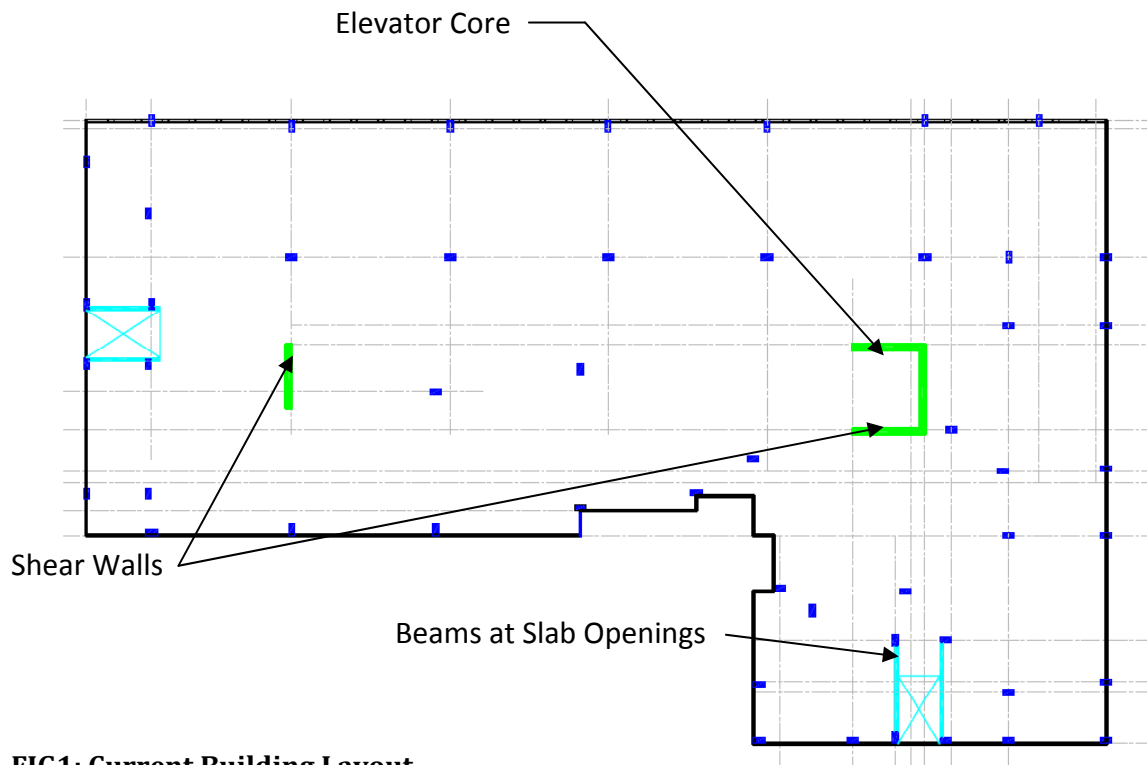 Elevator Core
Shear Walls
Beams at Slab Openings
FIG1: Current Building Layout